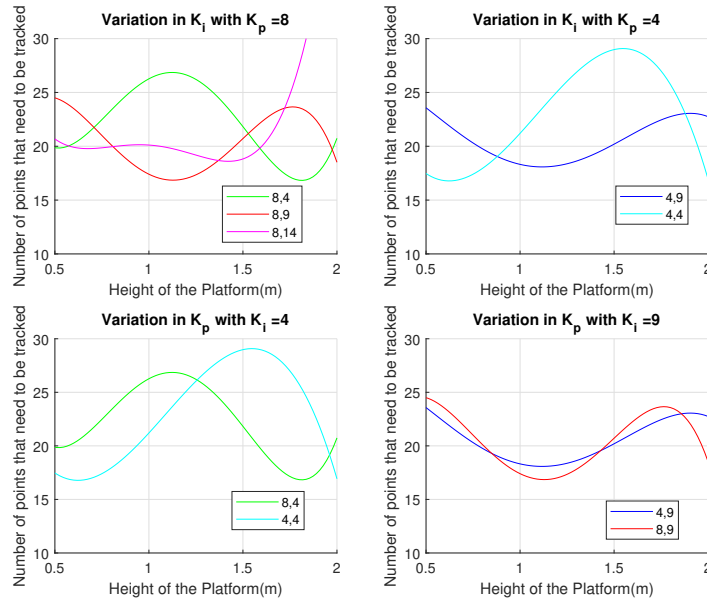 Variation in K_i with K_p =8
Number of points that need to be tracked
30
25
20
15
10
8,4
8,9
8,14
0.5 1 1.5 2
Height of the Platform(m)
Variation in K_i with K_p =4
Number of points that need to be tracked
30
25
20
15
10
4,9
4,4
0.5 1 1.5 2
Height of the Platform(m)
Variation in K_p with K_i =4
Number of points that need to be tracked
30
25
20
15
10
8,4
4,4
0.5 1 1.5 2
Height of the Platform(m)
Variation in K_p with K_i =9
Number of points that need to be tracked
30
25
20
15
10
4,9
8,9
0.5 1 1.5 2
Height of the Platform(m)